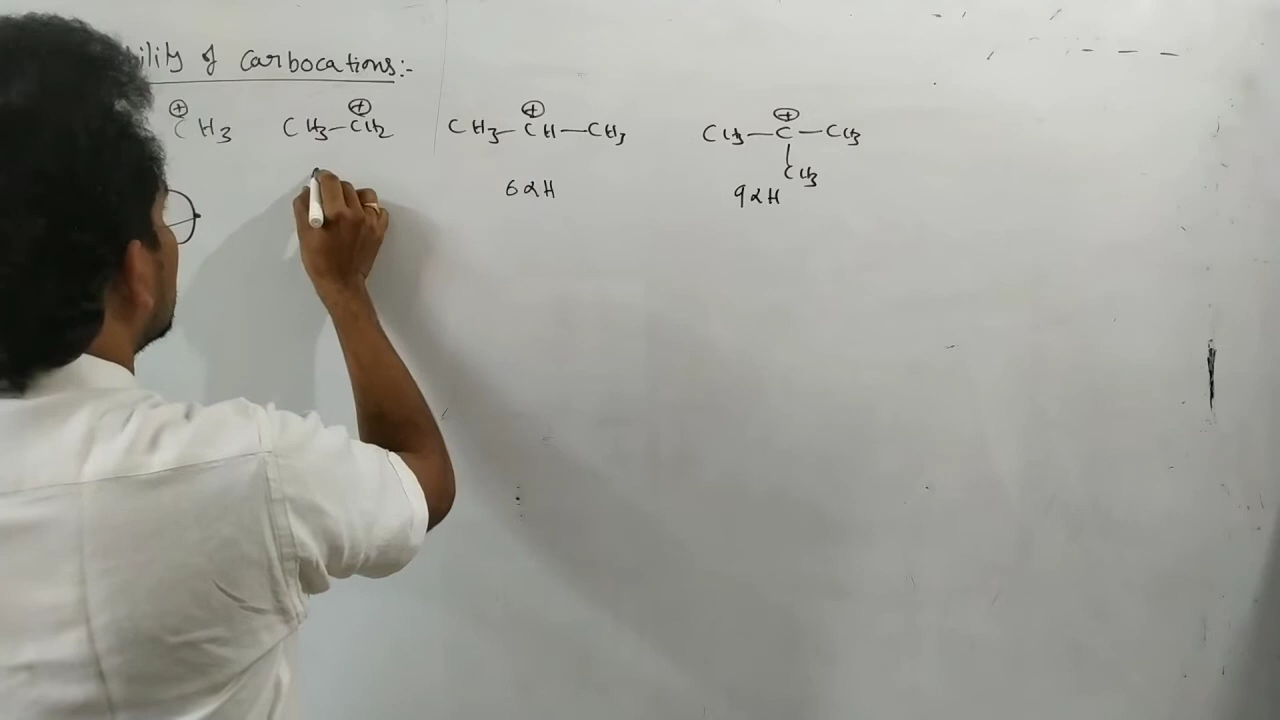 ility of Carbocations:-
⊕ ⊕ ⊕ ⊕
CH3 CH3-CH2 CH3-CH-CH3 CH3-C-CH3
CH3
6αH 9αH